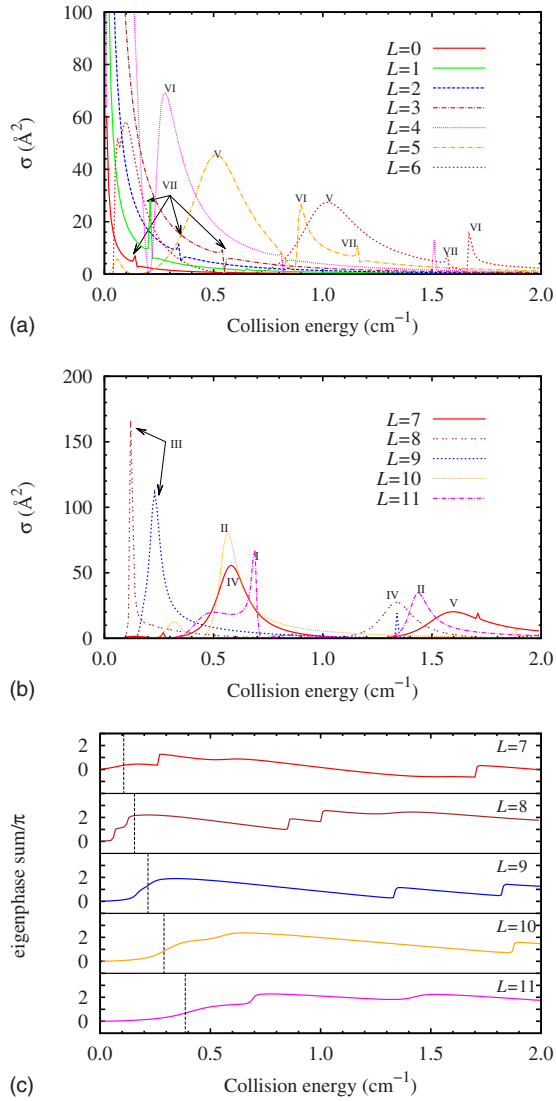 100
80
60
40
20
0
σ (Å²)
VI
V
VII
VI
V
VII
VI
VII
L=0
L=1
L=2
L=3
L=4
L=5
L=6
0 0.5 1.0 1.5 2.0
(a) Collision energy (cm⁻¹)
200
150
100
50
0
σ (Å²)
III
II
IV
I
IV
II
V
L=7
L=8
L=9
L=10
L=11
0 0.5 1.0 1.5 2.0
(b) Collision energy (cm⁻¹)
eigenphase sum/π
2
0
L=7
2
0
L=8
2
0
L=9
2
0
L=10
2
0
L=11
0.0 0.5 1.0 1.5 2.0
(c) Collision energy (cm⁻¹)